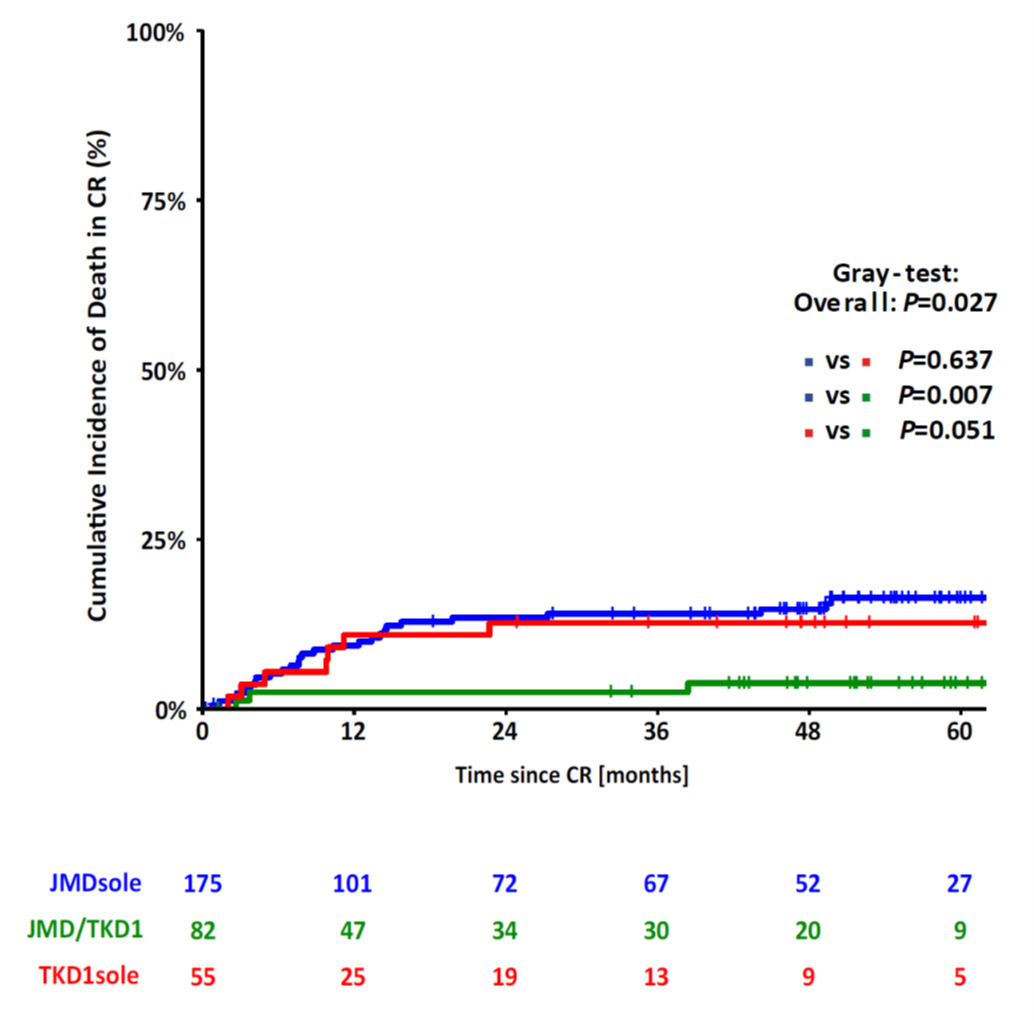 100%
75%
50%
25%
0%
Cumulative Incidence of Death in CR (%)
Gray-test:
Overall: P=0.027
vs P=0.637
vs P=0.007
vs P=0.051
0 12 24 36 48 60
Time since CR [months]
JMDsole 175 101 72 67 52 27
JMD/TKD1 82 47 34 30 20 9
TKD1sole 55 25 19 13 9 5